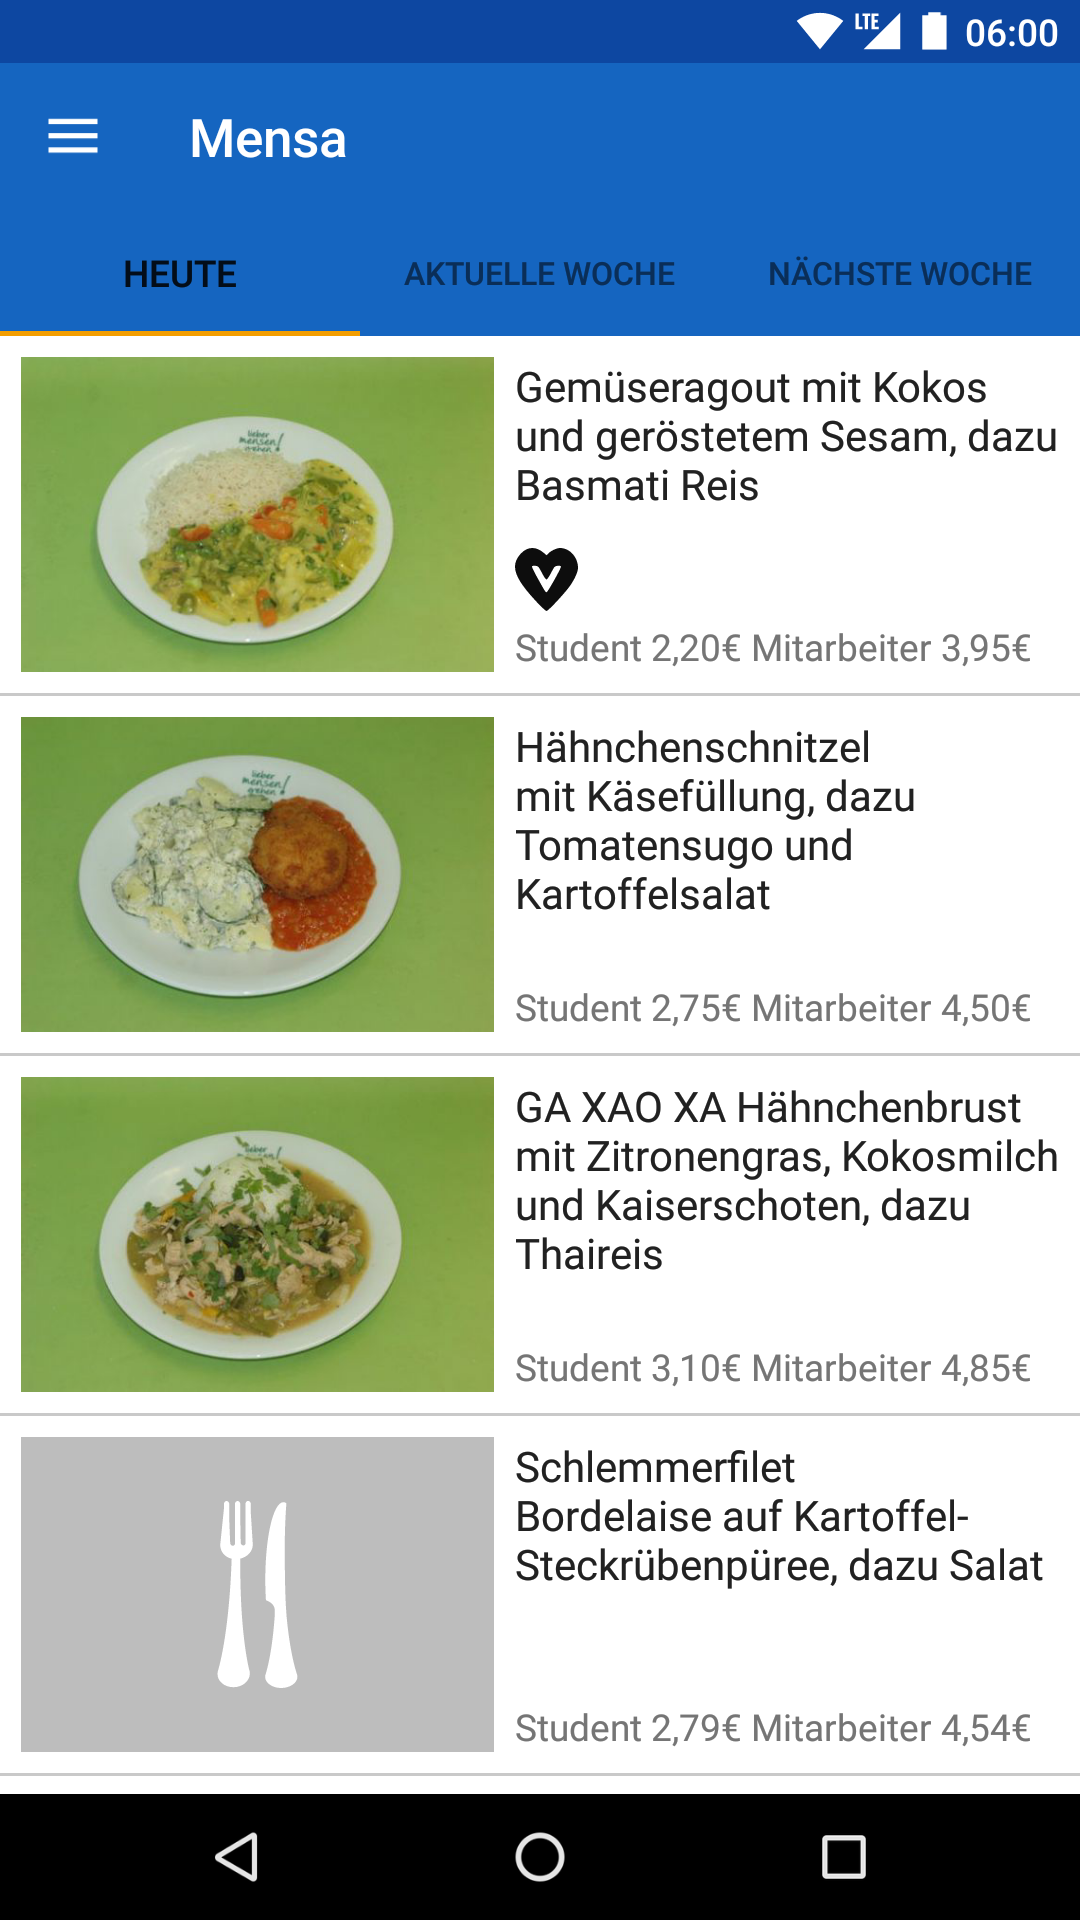 LTE 06:00
Mensa
HEUTE AKTUELLE WOCHE NÄCHSTE WOCHE
lieber
mensen!
gehen
Gemüseragout mit Kokos
und geröstetem Sesam, dazu
Basmati Reis
V
Student 2,20€ Mitarbeiter 3,95€
lieber
mensen!
gehen
Hähnchenschnitzel
mit Käsefüllung, dazu
Tomatensugo und
Kartoffelsalat
Student 2,75€ Mitarbeiter 4,50€
lieber
GA XAO XA Hähnchenbrust
mit Zitronengras, Kokosmilch
und Kaiserschoten, dazu
Thaireis
Student 3,10€ Mitarbeiter 4,85€
Schlemmerfilet
Bordelaise auf Kartoffel-
Steckrübenpüree, dazu Salat
Student 2,79€ Mitarbeiter 4,54€